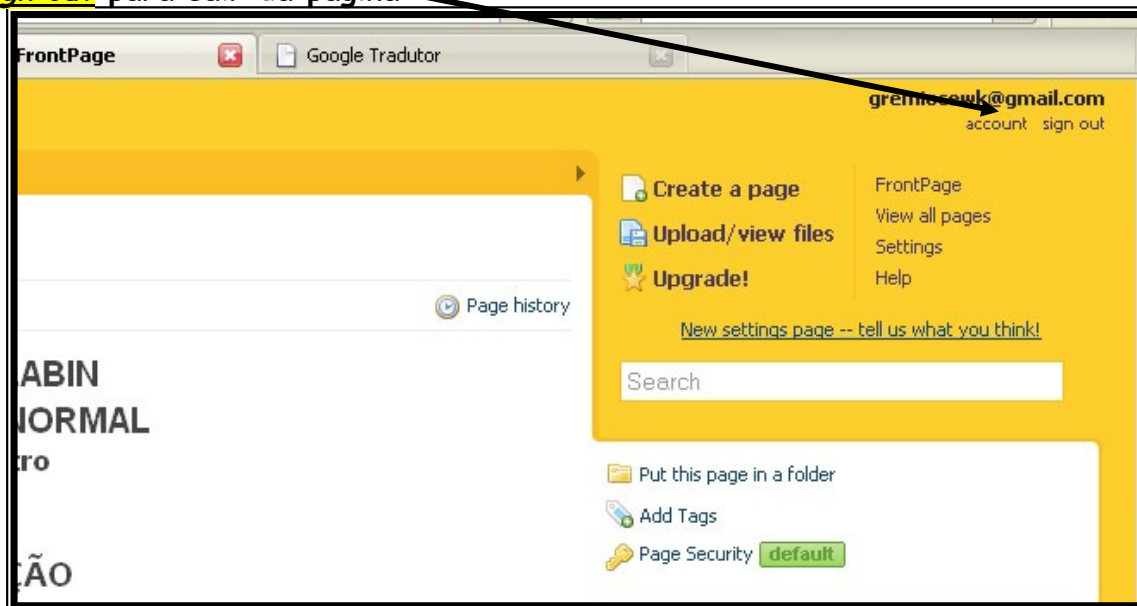 para sair da página
FrontPage Google Tradutor
@gmail.com
account sign out
Create a page
Upload/view files
Upgrade!
FrontPage
View all pages
Settings
Help
Page history
New settings page -- tell us what you think!
Search
ABIN
NORMAL
tro
ÇÃO
Put this page in a folder
Add Tags
Page Security default